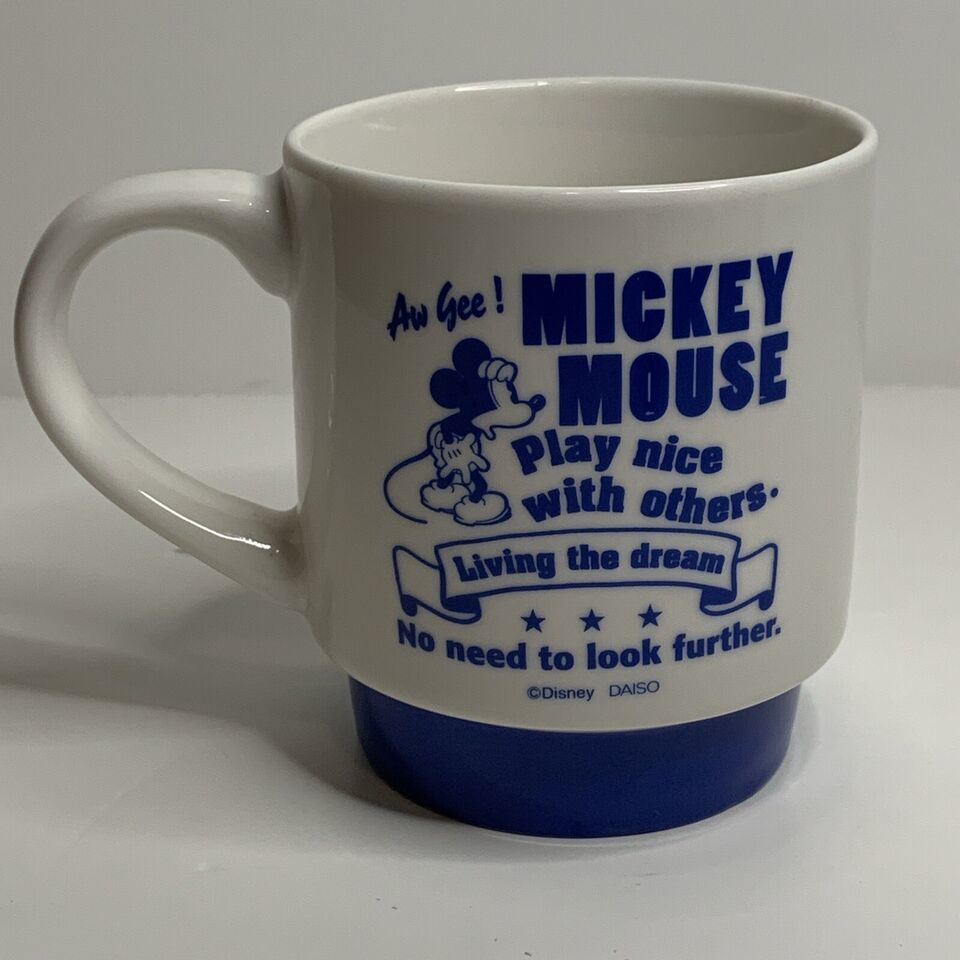 Aw Gee! MICKEY
MOUSE
Play nice
with others.
Living the dream
No need to look further.
©Disney DAISO